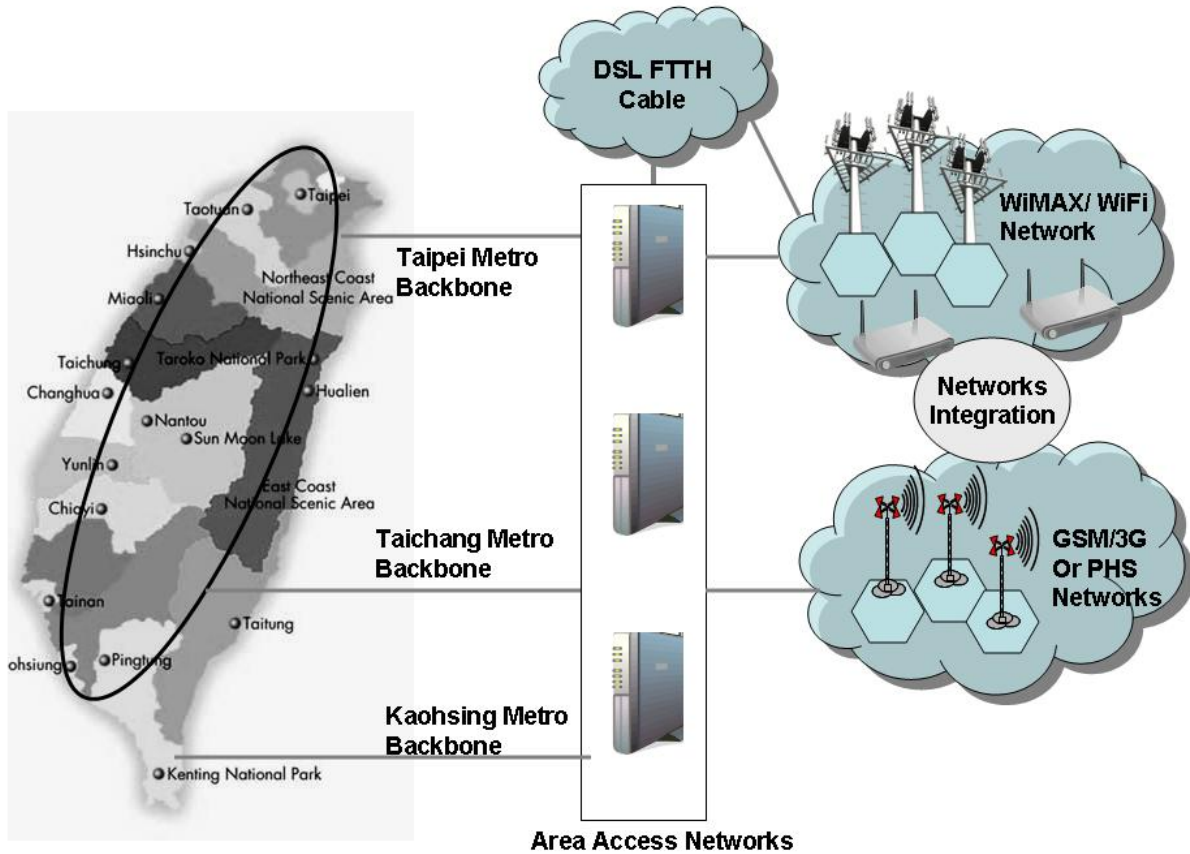 DSL FTTH
Cable
WiMAX/ WiFi
Network
Networks
Integration
GSM/3G
Or PHS
Networks
Taipei Metro
Backbone
Taichang Metro
Backbone
Kaohsing Metro
Backbone
Area Access Networks
Taipei
Taotuan
Hsinchu
Northeast Coast
National Scenic Area
Miaoli
Taichung
Taroko National Park
Changhua
Hualien
Nantou
Sun Moon Lake
Yunlin
East Coast
National Scenic Area
Chiayi
Tainan
Taitung
ohsiung
Pingtung
Kenting National Park